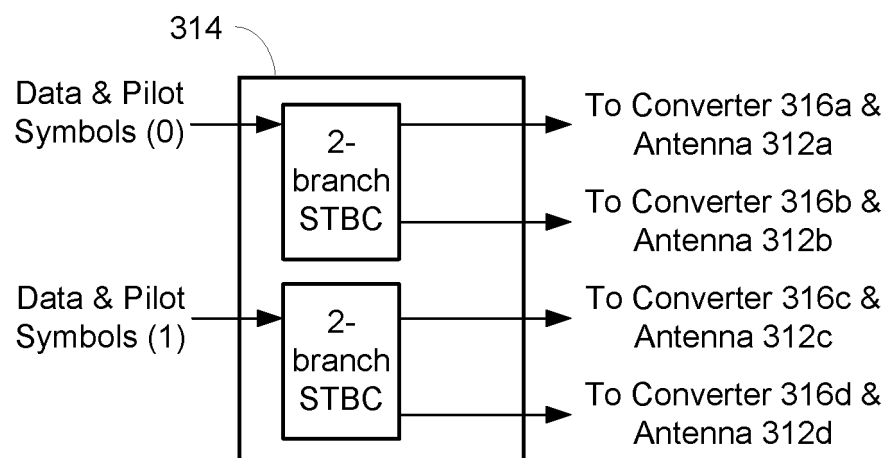 314
Data & Pilot
Symbols (0)
2-
branch
STBC
To Converter 316a &
Antenna 312a
To Converter 316b &
Antenna 312b
Data & Pilot
Symbols (1)
2-
branch
STBC
To Converter 316c &
Antenna 312c
To Converter 316d &
Antenna 312d